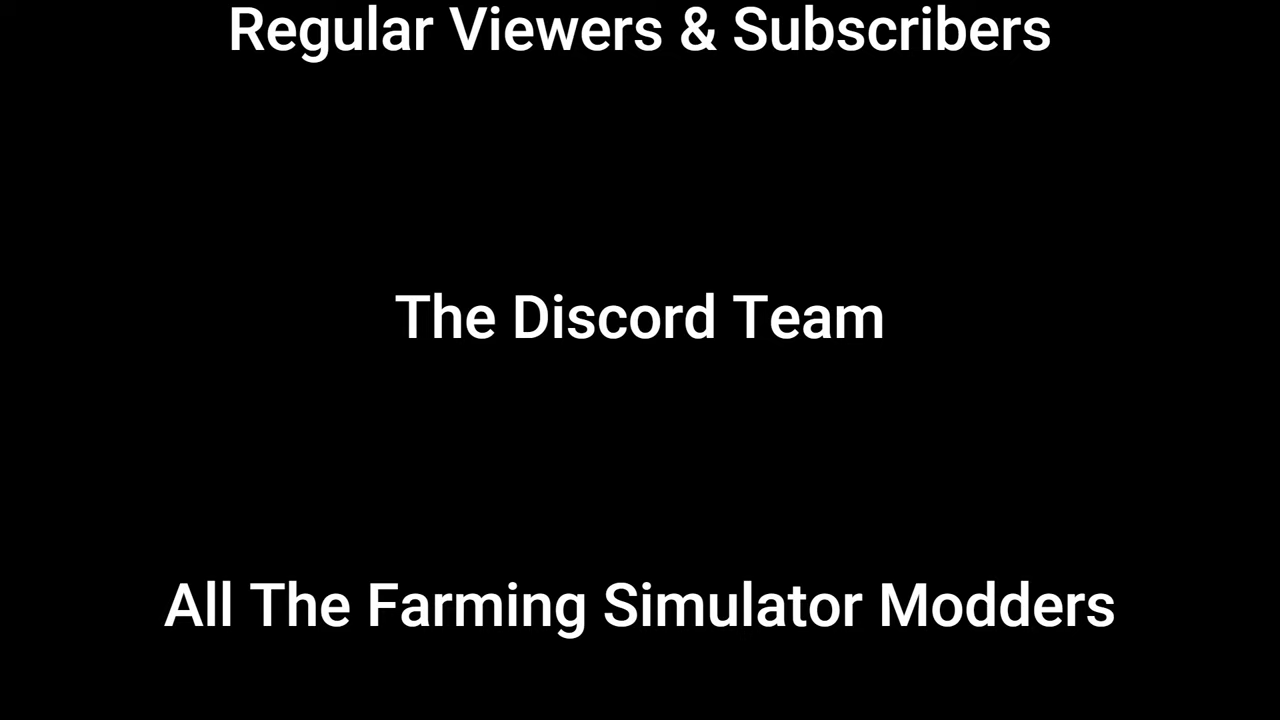 Regular Viewers & Subscribers
The Discord Team
All The Farming Simulator Modders